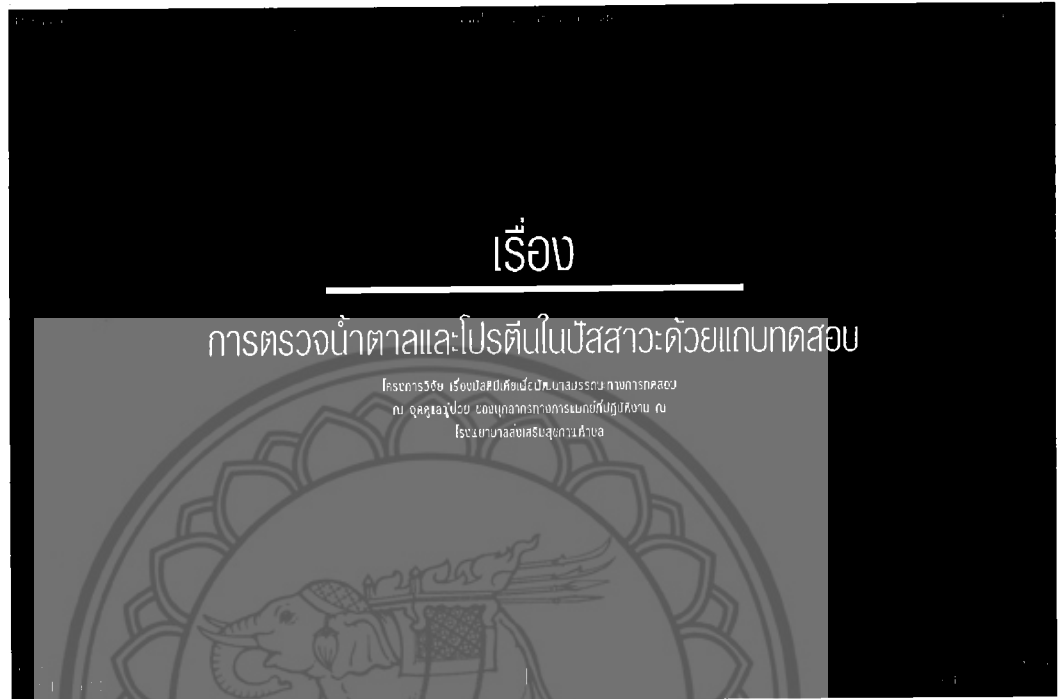 เรื่อง
การตรวจน้ำตาลและโปรตีนในปัสสาวะด้วยแถบทดสอบ
โครงการวิจัย เรื่องมัลติมีเดียเพื่อพัฒนาสมรรถนะทางการทดสอบ
ณ จุดดูแลผู้ป่วย ของบุคลากรทางการแพทย์ที่ปฏิบัติงาน ณ
โรงพยาบาลส่งเสริมสุขภาพตำบล